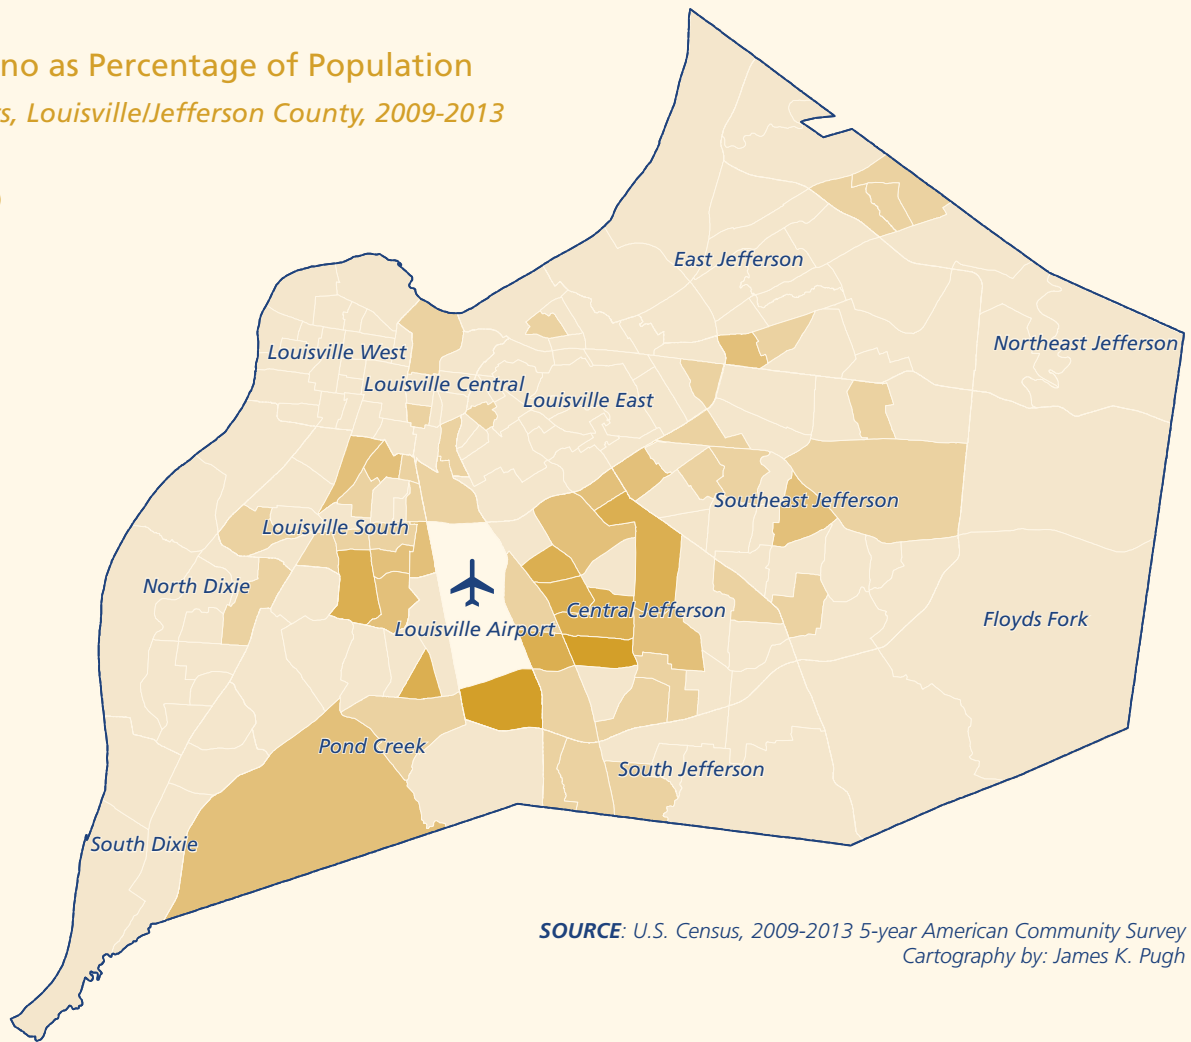 no as Percentage of Population
s, Louisville/Jefferson County, 2009-2013
East Jefferson
Northeast Jefferson
Louisville West
Louisville Central
Louisville East
Southeast Jefferson
Louisville South
North Dixie
Central Jefferson
Floyds Fork
Louisville Airport
Pond Creek
South Jefferson
South Dixie
SOURCE: U.S. Census, 2009-2013 5-year American Community Survey
Cartography by: James K. Pugh